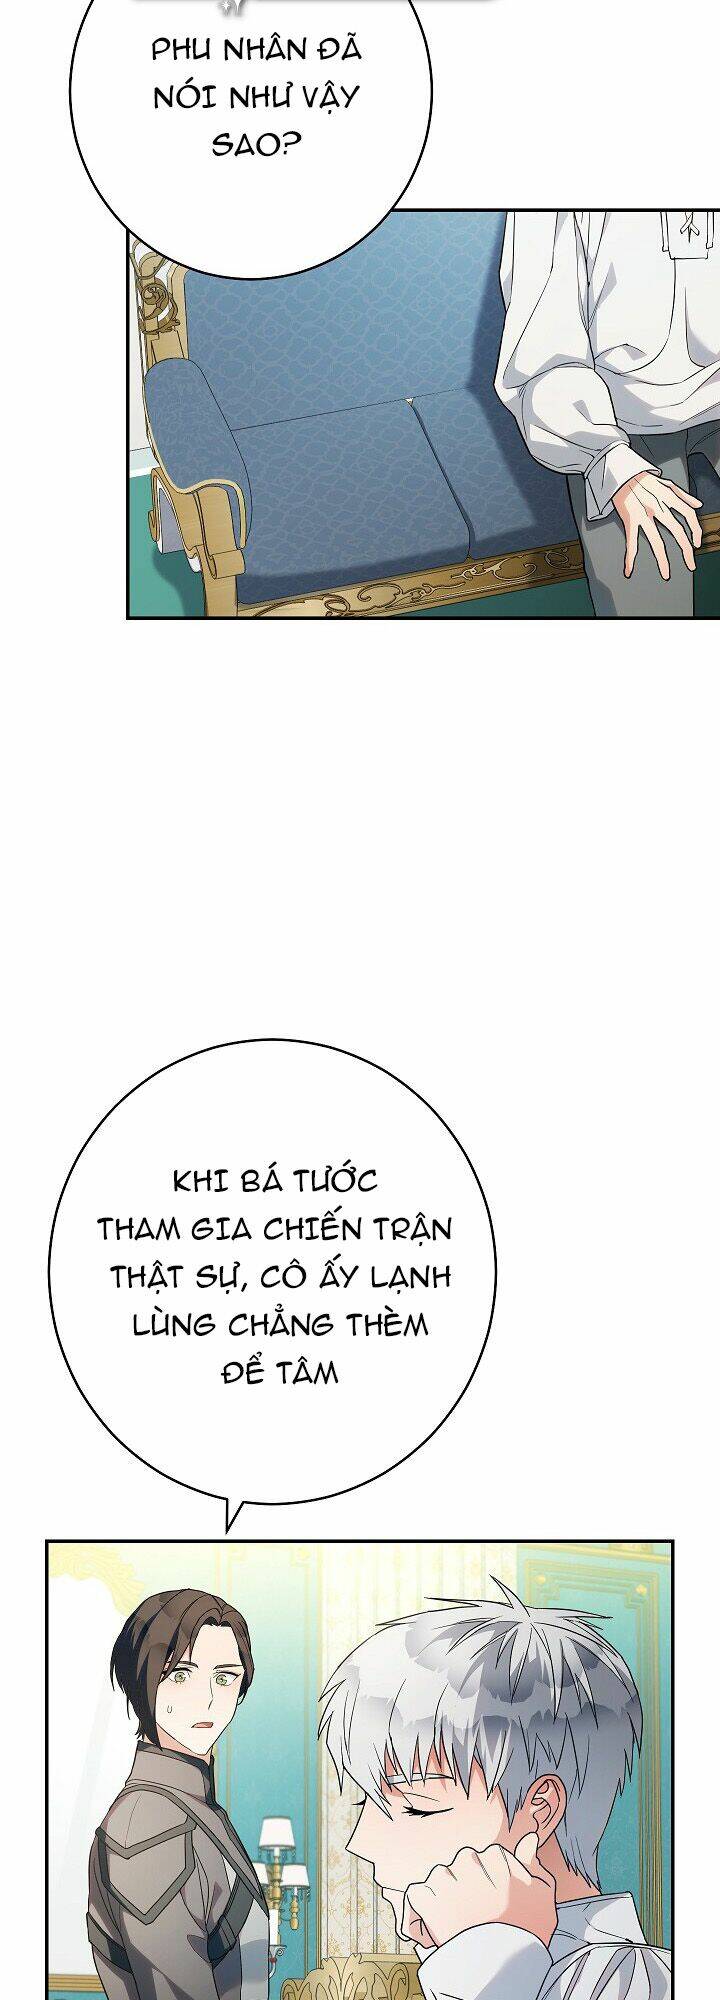 PHU NHÂN ĐÃ
NÓI NHƯ VẬY
SAO?
KHI BÁ TƯỚC
THAM GIA CHIẾN TRẬN
THẬT SỰ, CÔ ẤY LẠNH
LÙNG CHẲNG THÈM
ĐỂ TÂM